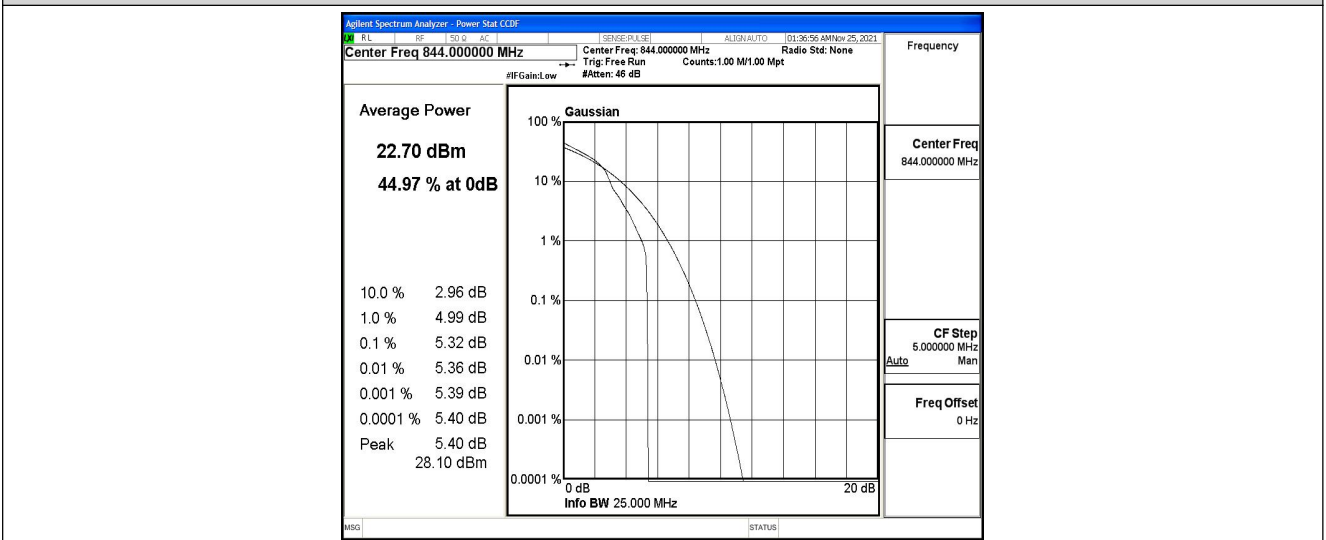 Agilent Spectrum Analyzer - Power Stat CCDF
LXI RL RF 50 Ω AC SENSE:PULSE ALIGN AUTO 01:36:56 AM Nov 25, 2021
Center Freq 844.000000 MHz
Center Freq: 844.000000 MHz Radio Std: None
Trig: Free Run Counts:1.00 M/1.00 Mpt
#IFGain:Low #Atten: 46 dB
Frequency
Average Power
22.70 dBm
44.97 % at 0dB
10.0 % 2.96 dB
1.0 % 4.99 dB
0.1 % 5.32 dB
0.01 % 5.36 dB
0.001 % 5.39 dB
0.0001 % 5.40 dB
Peak 5.40 dB
28.10 dBm
Gaussian
100 %
10 %
1 %
0.1 %
0.01 %
0.001 %
0.0001 %
0 dB 20 dB
Info BW 25.000 MHz
Center Freq
844.000000 MHz
CF Step
5.000000 MHz
Auto Man
Freq Offset
0 Hz
MSG STATUS